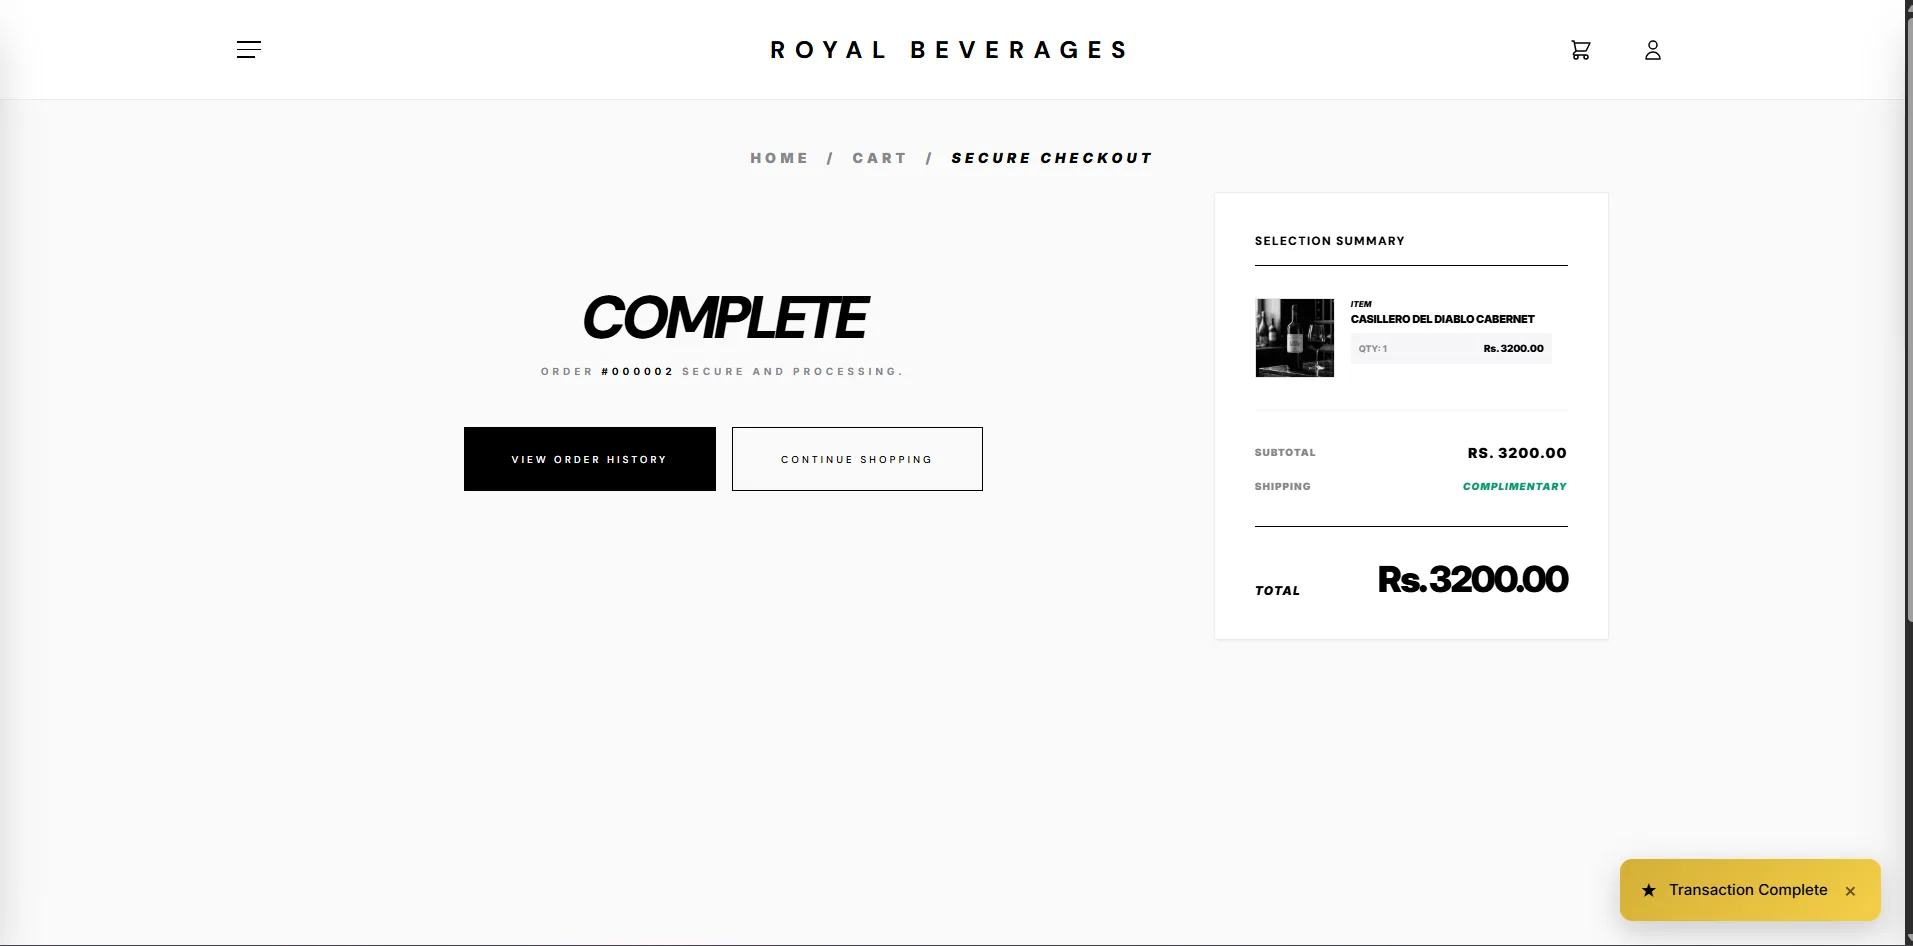 ROYAL BEVERAGES
HOME / CART / SECURE CHECKOUT
COMPLETE
ORDER #000002 SECURE AND PROCESSING.
VIEW ORDER HISTORY
CONTINUE SHOPPING
SELECTION SUMMARY
ITEM
CASILLERO DEL DIABLO CABERNET
QTY: 1 Rs. 3200.00
SUBTOTAL RS. 3200.00
SHIPPING COMPLIMENTARY
TOTAL Rs. 3200.00
★ Transaction Complete ×